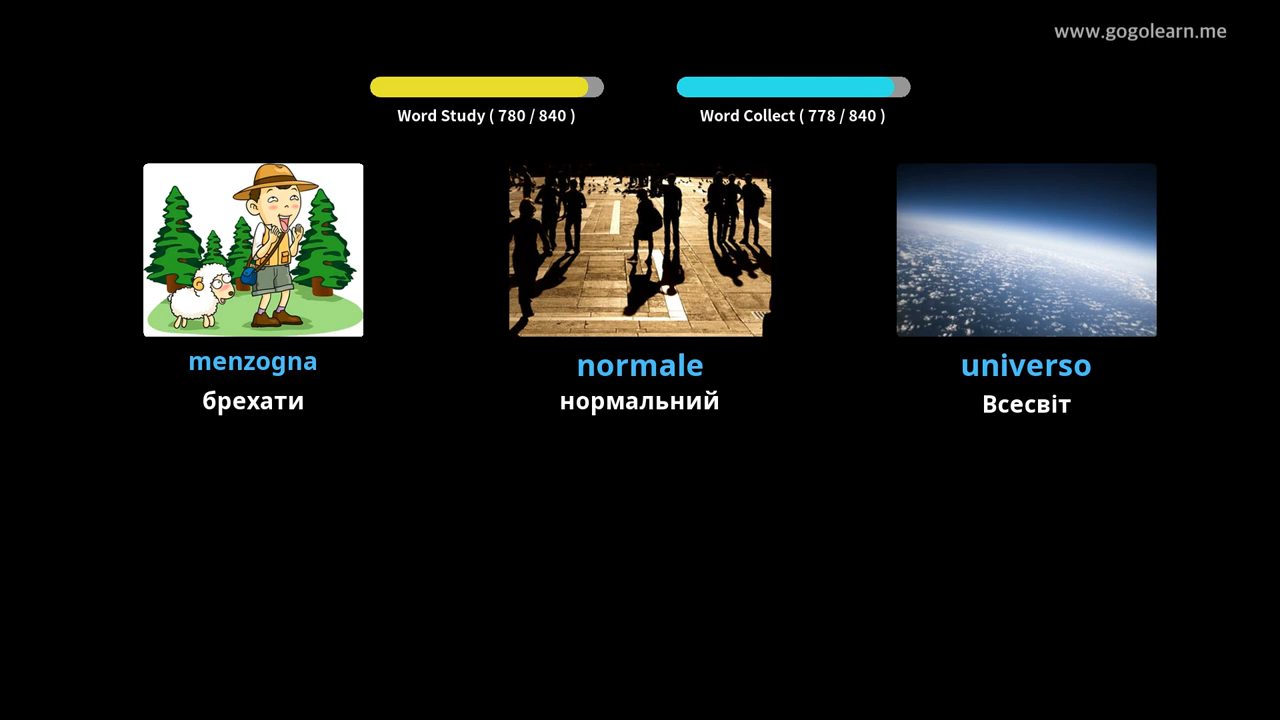 www.gogolearn.me
Word Study ( 780 / 840 )
Word Collect ( 778 / 840 )
menzogna
normale
universo
брехати
нормальний
Всесвіт